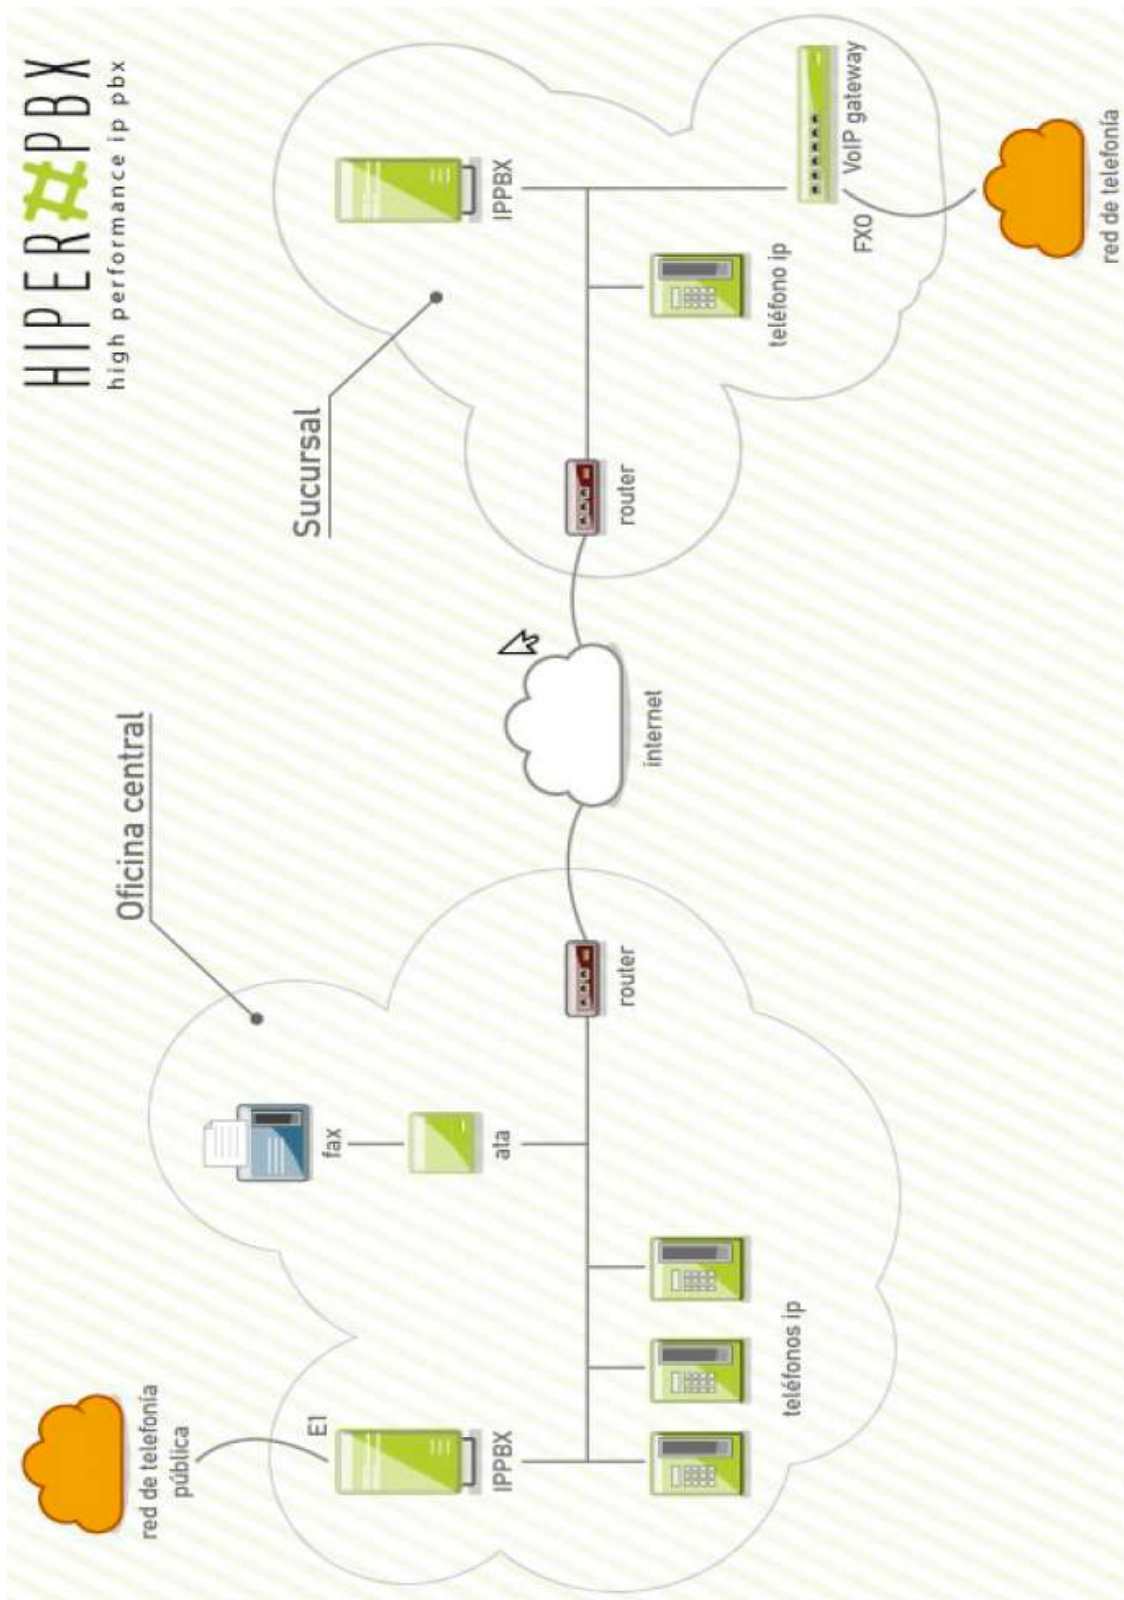 HIPER#PBX
high performance ip pbx
Oficina central
Sucursal
red de telefonía
pública
E1
IPPBX
fax
ata
teléfonos ip
router
internet
router
IPPBX
teléfono ip
VoIP gateway
FXO
red de telefonía